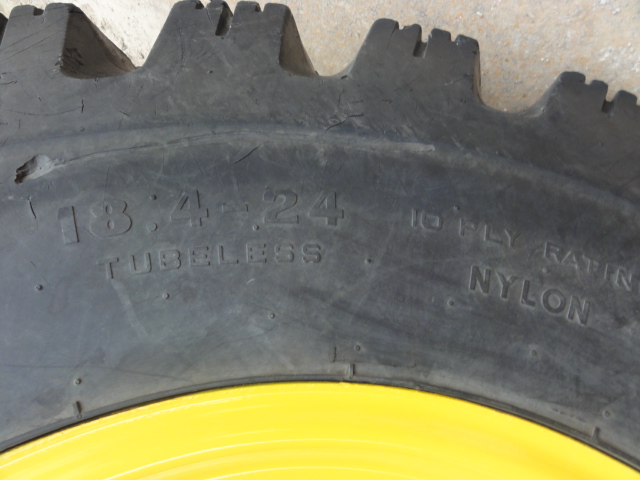 18.4-24
TUBELESS
10 PLY RATIN
NYLON